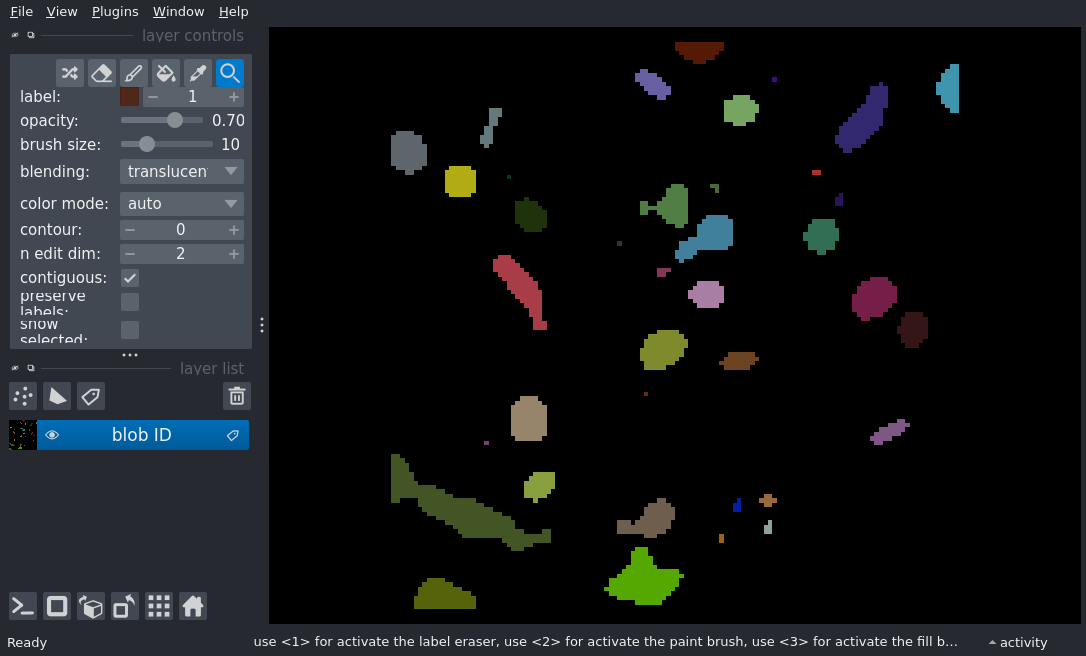 File View Plugins Window Help
layer controls
label: 1
opacity: 0.70
brush size: 10
blending: translucen
color mode: auto
contour: 0
n edit dim: 2
contiguous:
preserve
labels:
show
selected:
layer list
blob ID
Ready use <1> for activate the label eraser, use <2> for activate the paint brush, use <3> for activate the fill b... activity